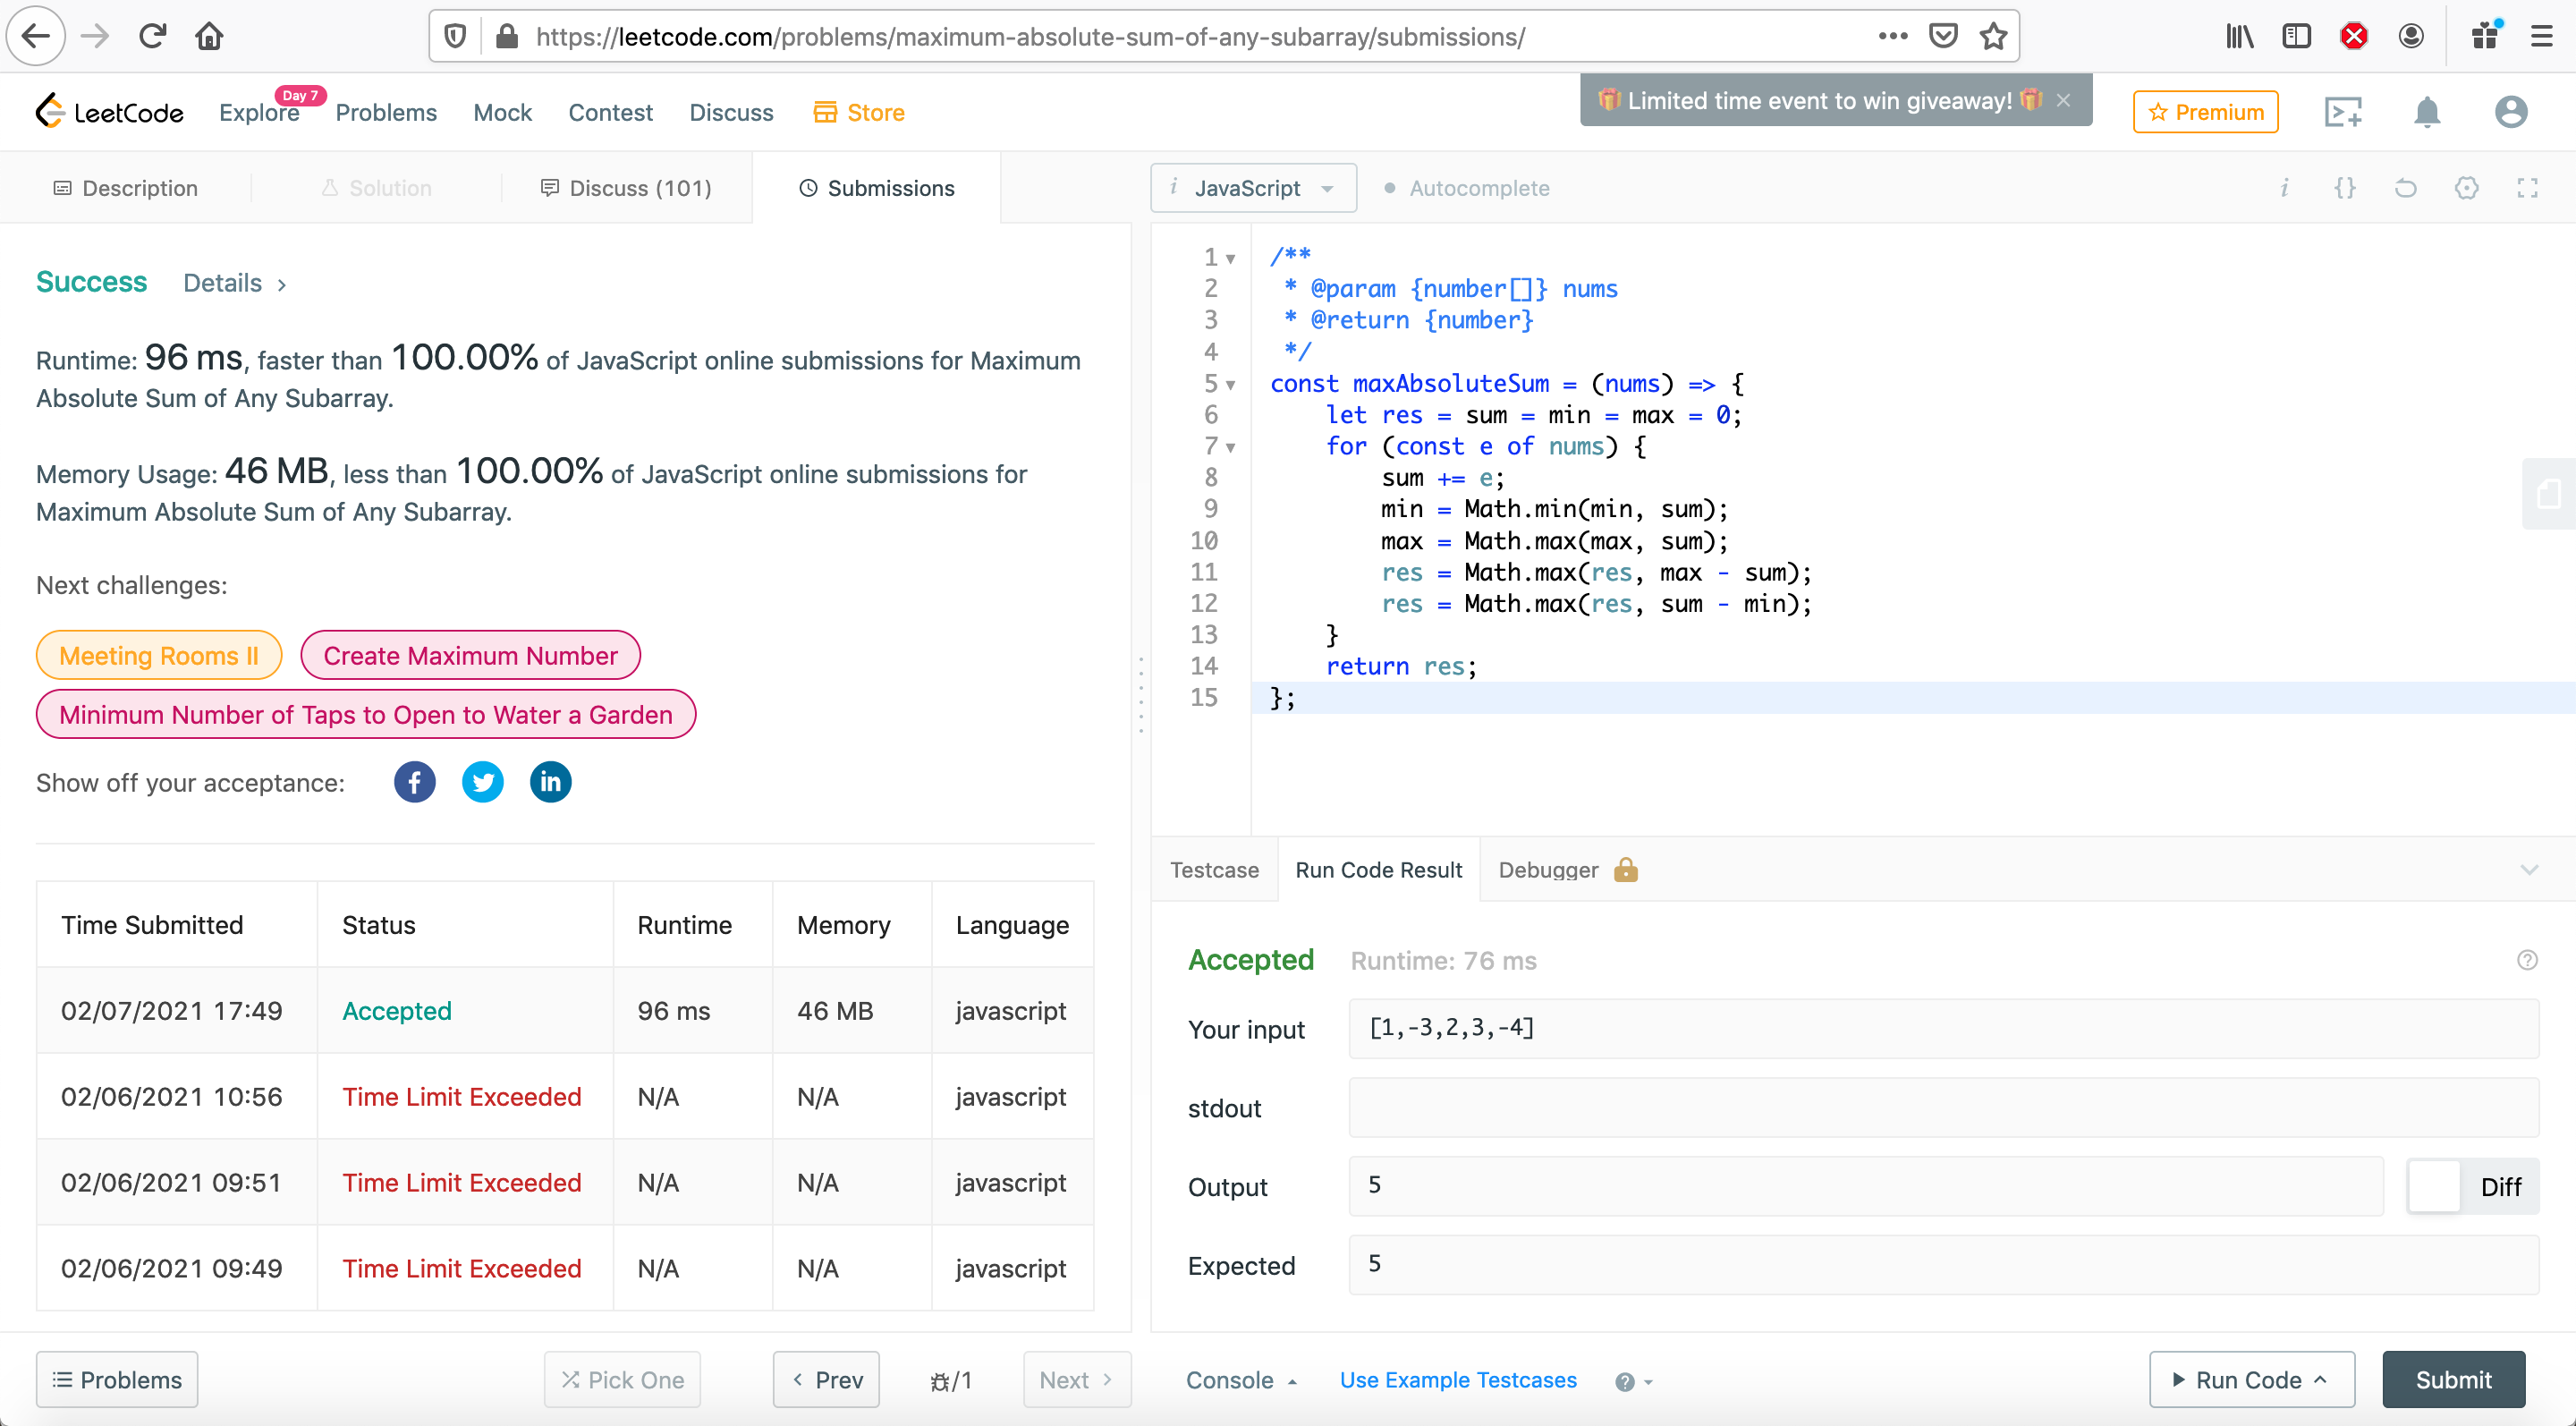 https://leetcode.com/problems/maximum-absolute-sum-of-any-subarray/submissions/
LeetCode
Explore
Day 7
Problems
Mock
Contest
Discuss
Store
Limited time event to win giveaway!
Premium
Description
Solution
Discuss (101)
Submissions
Success
Details
Runtime: 96 ms, faster than 100.00% of JavaScript online submissions for Maximum
Absolute Sum of Any Subarray.
Memory Usage: 46 MB, less than 100.00% of JavaScript online submissions for
Maximum Absolute Sum of Any Subarray.
Next challenges:
Meeting Rooms II
Create Maximum Number
Minimum Number of Taps to Open to Water a Garden
Show off your acceptance:
Time Submitted Status Runtime Memory Language
02/07/2021 17:49 Accepted 96 ms 46 MB javascript
02/06/2021 10:56 Time Limit Exceeded N/A N/A javascript
02/06/2021 09:51 Time Limit Exceeded N/A N/A javascript
02/06/2021 09:49 Time Limit Exceeded N/A N/A javascript
Problems
Pick One
Prev
/1
Next
i JavaScript
Autocomplete
1 /**
2  * @param {number[]} nums
3  * @return {number}
4  */
5 const maxAbsoluteSum = (nums) => {
6     let res = sum = min = max = 0;
7     for (const e of nums) {
8         sum += e;
9         min = Math.min(min, sum);
10         max = Math.max(max, sum);
11         res = Math.max(res, max - sum);
12         res = Math.max(res, sum - min);
13     }
14     return res;
15 };
Testcase
Run Code Result
Debugger
Accepted
Runtime: 76 ms
Your input
[1,-3,2,3,-4]
stdout
Output
5
Diff
Expected
5
Console
Use Example Testcases
Run Code
Submit